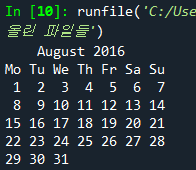 In [10]: runfile('C:/Use
올린 파일들')
August 2016
Mo Tu We Th Fr Sa Su
1 2 3 4 5 6 7
8 9 10 11 12 13 14
15 16 17 18 19 20 21
22 23 24 25 26 27 28
29 30 31